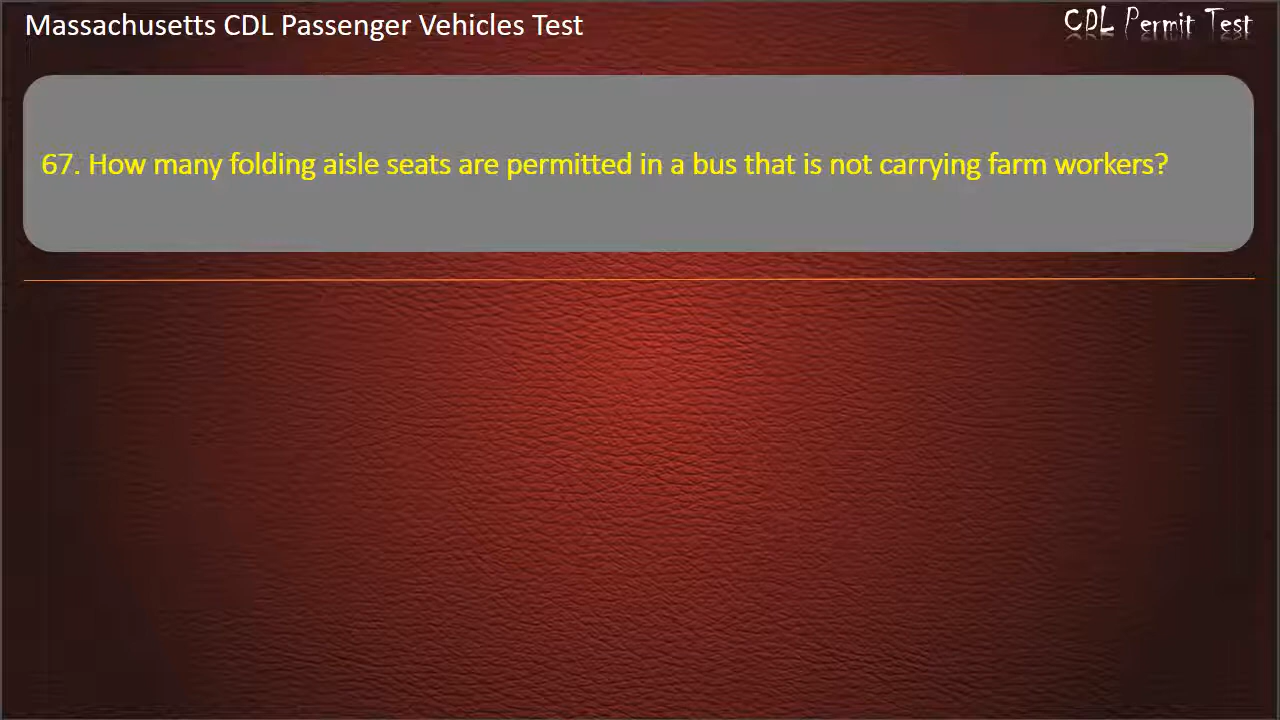 Massachusetts CDL Passenger Vehicles Test
CDL Permit Test
67. How many folding aisle seats are permitted in a bus that is not carrying farm workers?